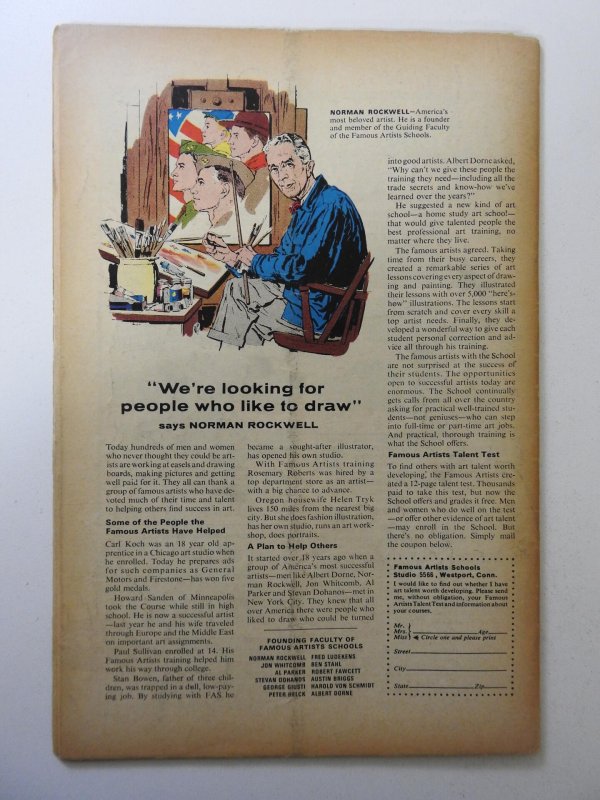 NORMAN ROCKWELL—America's
most beloved artist. He is a founder
and member of the Guiding Faculty
of the Famous Artists Schools.
"We're looking for
people who like to draw"
says NORMAN ROCKWELL
Today hundreds of men and women
who never thought they could be art-
ists are working at easels and drawing
boards, making pictures and getting
well paid for it. They all can thank a
group of famous artists who have de-
voted much of their time and talent
to helping others find success in art.
Some of the People the
Famous Artists Have Helped
Carl Koch was an 18 year old ap-
prentice in a Chicago art studio when
he enrolled. Today he prepares ads
for such companies as General
Motors and Firestone—has won five
gold medals.
Howard Sanden of Minneapolis
took the Course while still in high
school. He is now a successful artist
—last year he and his wife traveled
through Europe and the Middle East
on important art assignments.
Paul Sullivan enrolled at 14. His
Famous Artists training helped him
work his way through college.
Stan Bowen, father of three chil-
dren, was trapped in a dull, low-pay-
ing job. By studying with FAS he
became a sought-after illustrator,
has opened his own studio.
With Famous Artists training
Rosemary Roberts was hired by a
top department store as an artist—
with a big chance to advance.
Oregon housewife Helen Tryk
lives 150 miles from the nearest big
city. But she does fashion illustration,
has her own studio, runs an art work-
shop, does portraits.
A Plan to Help Others
It started over 18 years ago when a
group of America's most successful
artists—men like Albert Dorne, Nor-
man Rockwell, Jon Whitcomb, Al
Parker and Stevan Dohanos—met in
New York City. They knew that all
over America there were people who
liked to draw who could be turned
FOUNDING FACULTY OF
FAMOUS ARTISTS SCHOOLS
NORMAN ROCKWELL FRED LUDEKENS
JON WHITCOMB BEN STAHL
AL PARKER ROBERT FAWCETT
STEVAN DOHANOS AUSTIN BRIGGS
GEORGE GIUSTI HAROLD VON SCHMIDT
PETER HELCK ALBERT DORNE
into good artists. Albert Dorne asked,
"Why can't we give these people the
training they need—including all the
trade secrets and know-how we've
learned over the years?"
He suggested a new kind of art
school—a home study art school—
that would give talented people the
best professional art training, no
matter where they live.
The famous artists agreed. Taking
time from their busy careers, they
created a remarkable series of art
lessons covering every aspect of draw-
ing and painting. They illustrated
their lessons with over 5,000 "here's-
how" illustrations. The lessons start
from scratch and cover every skill a
top artist needs. Finally, they de-
veloped a wonderful way to give each
student personal correction and ad-
vice all through his training.
The famous artists with the School
are not surprised at the success of
their students. The opportunities
open to successful artists today are
enormous. The School continually
gets calls from all over the country
asking for practical well-trained stu-
dents—not geniuses—who can step
into full-time or part-time art jobs.
And practical, thorough training is
what the School offers.
Famous Artists Talent Test
To find others with art talent worth
developing, the Famous Artists cre-
ated a 12-page talent test. Thousands
paid to take this test, but now the
School offers and grades it free. Men
and women who do well on the test
—or offer other evidence of art talent
—may enroll in the School. But
there's no obligation. Simply mail
the coupon below.
Famous Artists Schools
Studio 5566, Westport, Conn.
I would like to find out whether I have
art talent worth developing. Please send
me, without obligation, your Famous
Artists Talent Test and information about
your courses.
Mr.
Mrs. Age
Miss Circle one and please print
Street
City
State Zip